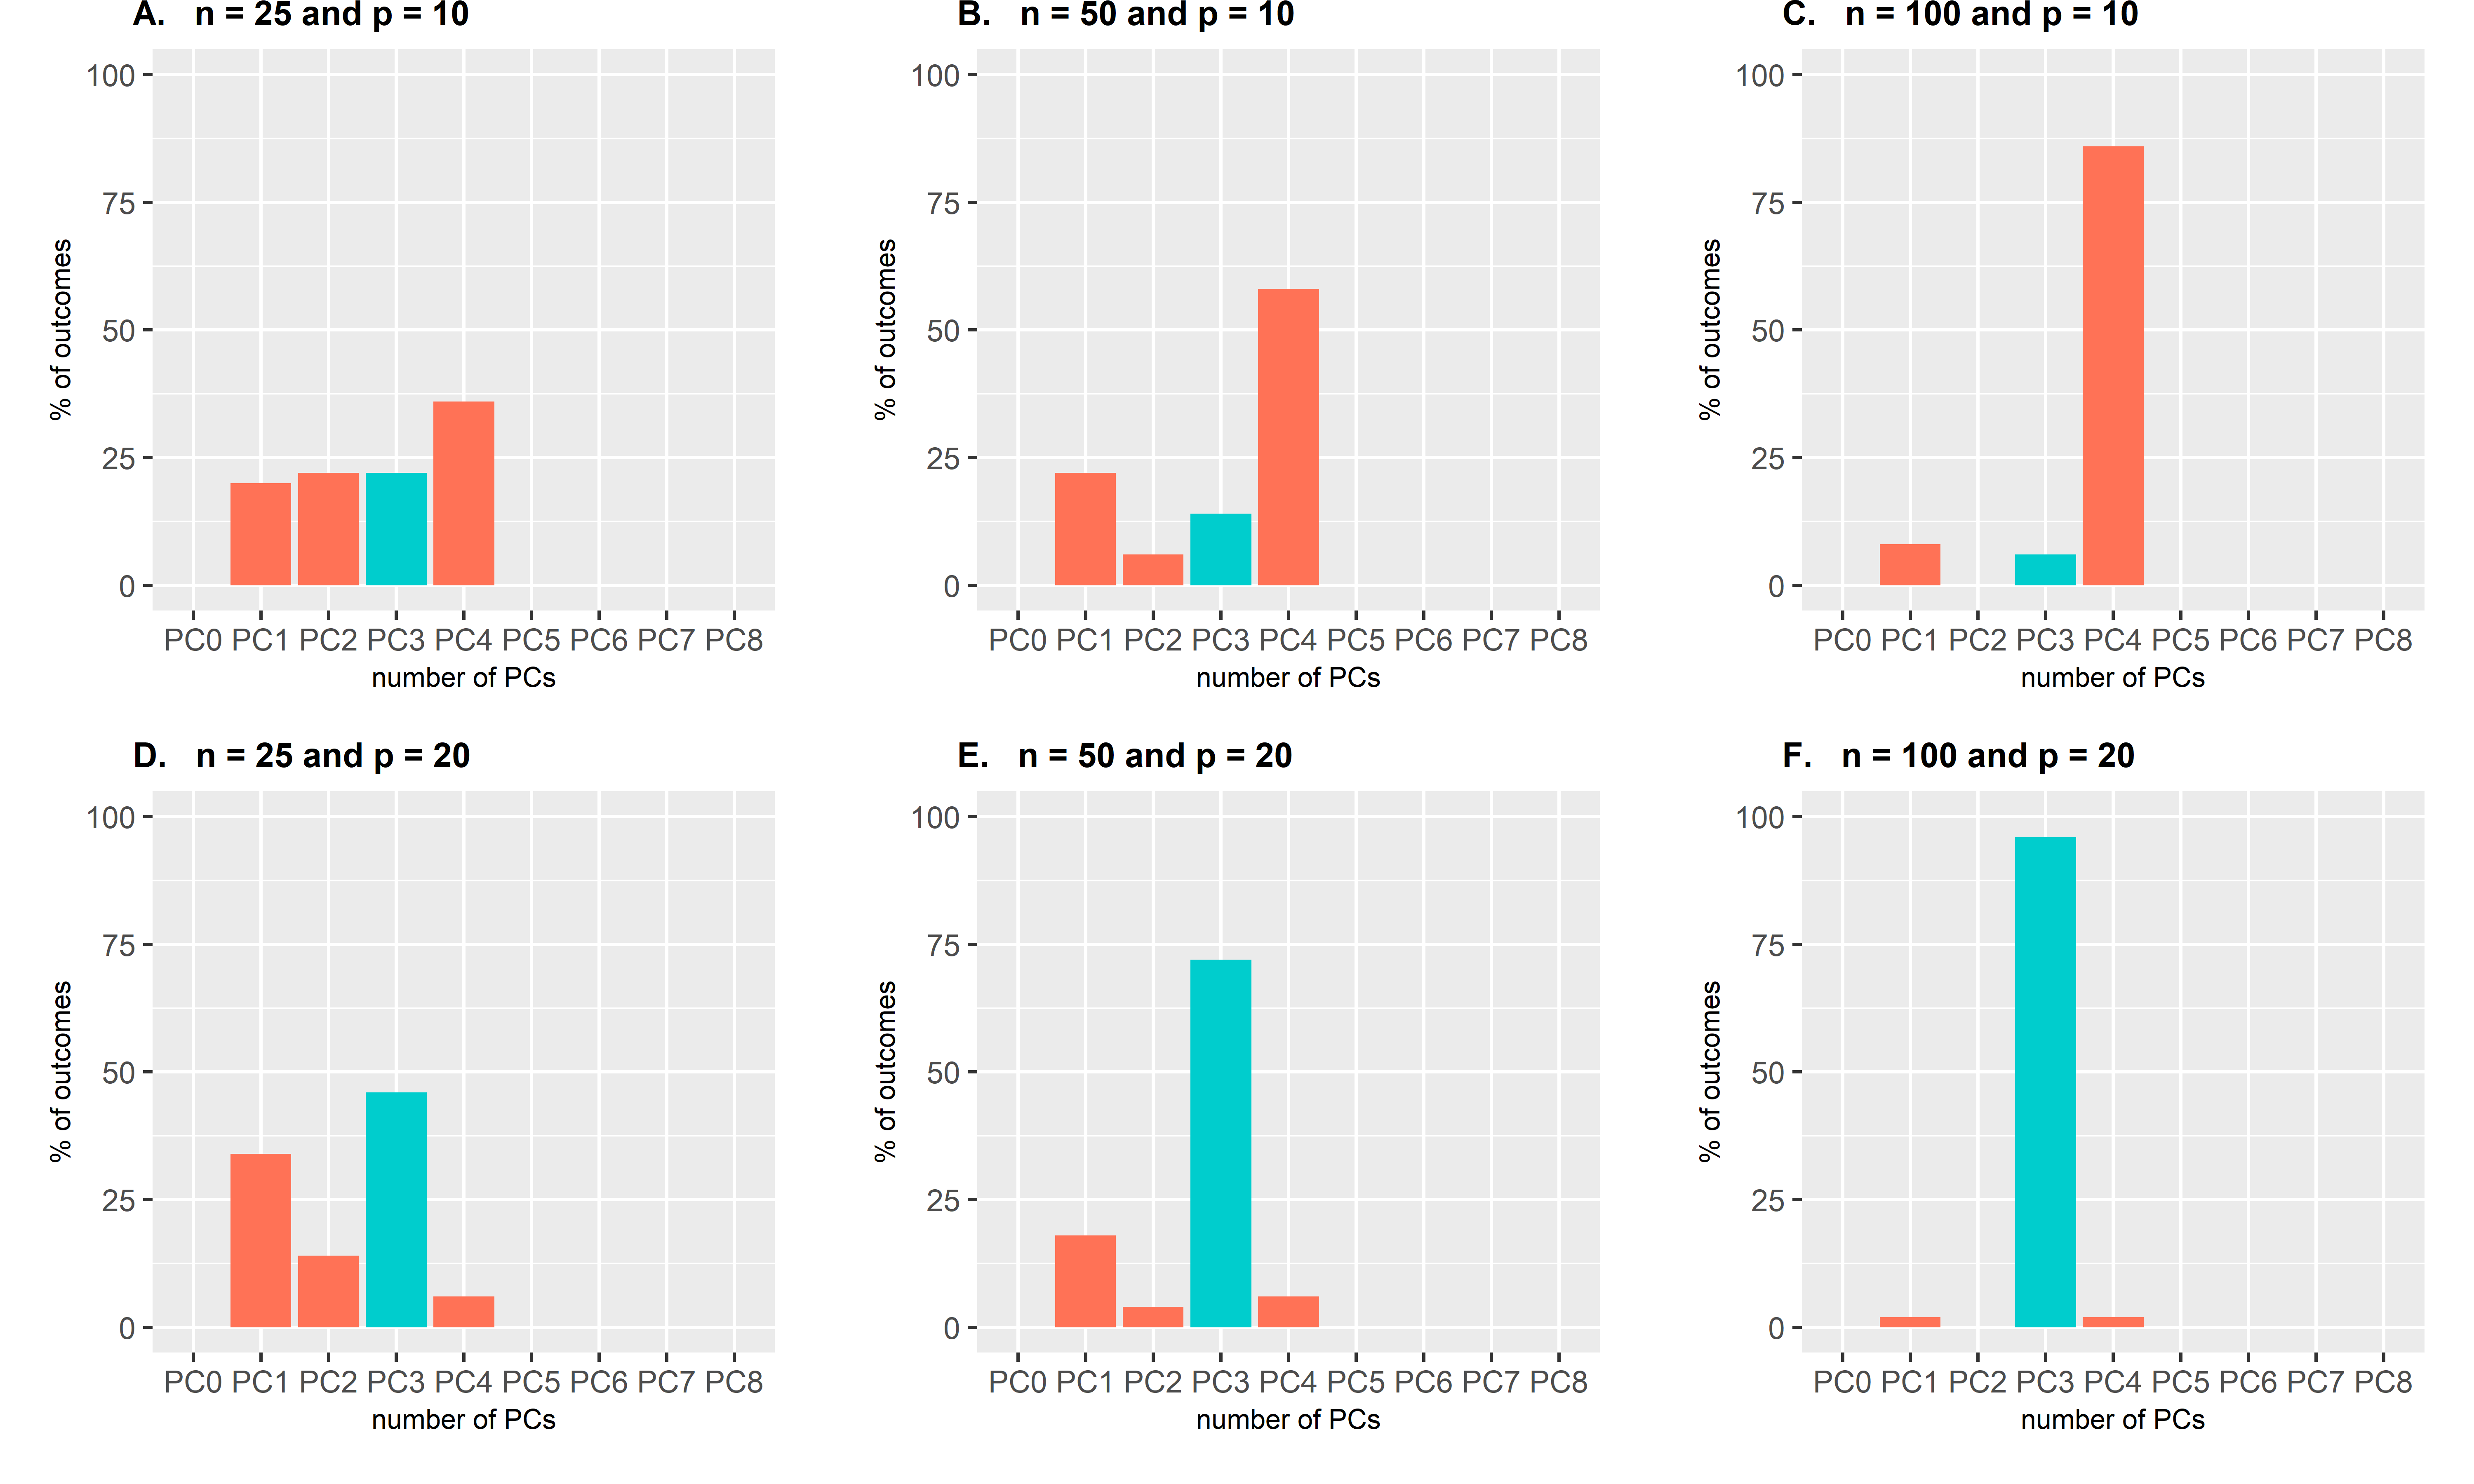 A. n = 25 and p = 10
100
75
50
25
0
% of outcomes
PC0 PC1 PC2 PC3 PC4 PC5 PC6 PC7 PC8
number of PCs
B. n = 50 and p = 10
100
75
50
25
0
% of outcomes
PC0 PC1 PC2 PC3 PC4 PC5 PC6 PC7 PC8
number of PCs
C. n = 100 and p = 10
100
75
50
25
0
% of outcomes
PC0 PC1 PC2 PC3 PC4 PC5 PC6 PC7 PC8
number of PCs
D. n = 25 and p = 20
100
75
50
25
0
% of outcomes
PC0 PC1 PC2 PC3 PC4 PC5 PC6 PC7 PC8
number of PCs
E. n = 50 and p = 20
100
75
50
25
0
% of outcomes
PC0 PC1 PC2 PC3 PC4 PC5 PC6 PC7 PC8
number of PCs
F. n = 100 and p = 20
100
75
50
25
0
% of outcomes
PC0 PC1 PC2 PC3 PC4 PC5 PC6 PC7 PC8
number of PCs